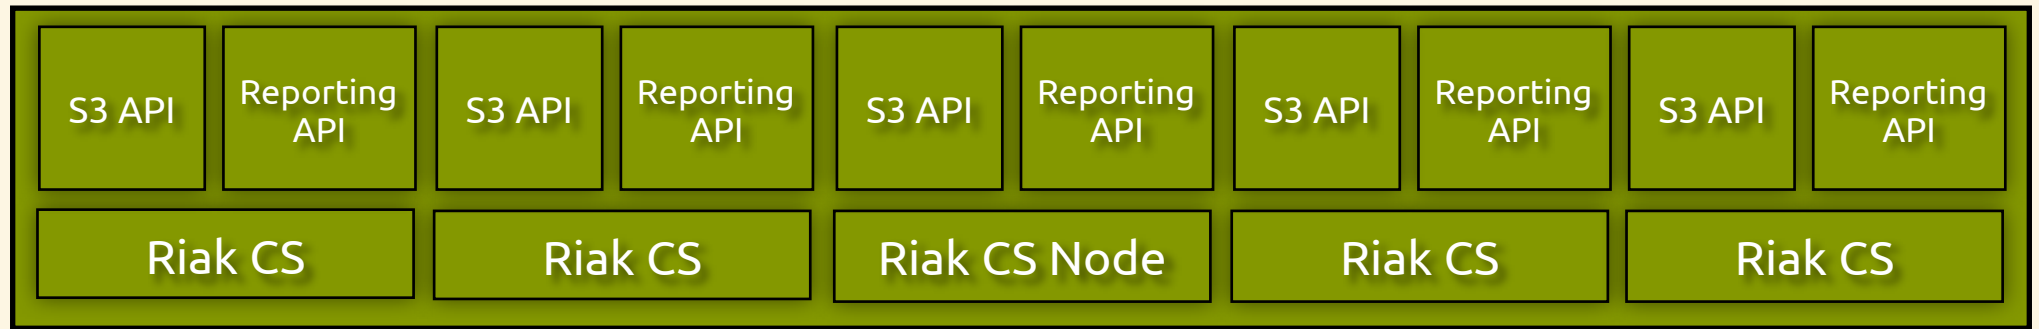 S3 API
Reporting
API
S3 API
Reporting
API
S3 API
Reporting
API
S3 API
Reporting
API
S3 API
Reporting
API
Riak CS
Riak CS
Riak CS Node
Riak CS
Riak CS